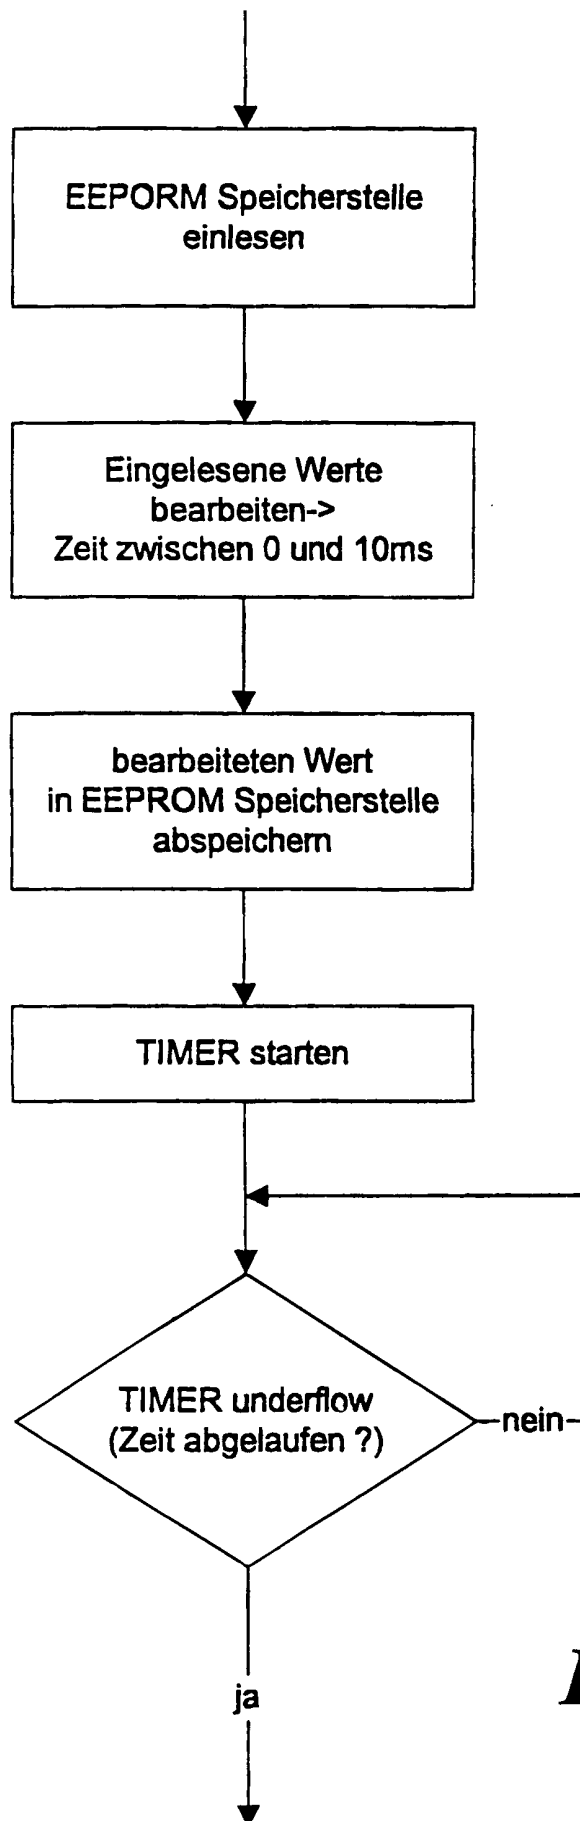 EEPORM Speicherstelle
einlesen
Eingelesene Werte
bearbeiten->
Zeit zwischen 0 und 10ms
bearbeiteten Wert
in EEPROM Speicherstelle
abspeichern
TIMER starten
TIMER underflow
(Zeit abgelaufen ?)
nein
ja